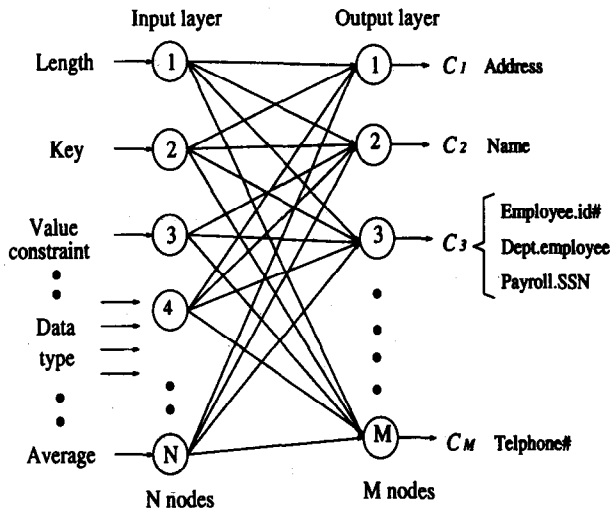 Input layer
Output layer
Length
1
1
C1 Address
Key
2
2
C2 Name
Value
constraint
3
3
C3
Employee.id#
Dept.employee
Payroll.SSN
4
Data
type
Average
N
M
CM Telphone#
N nodes
M nodes